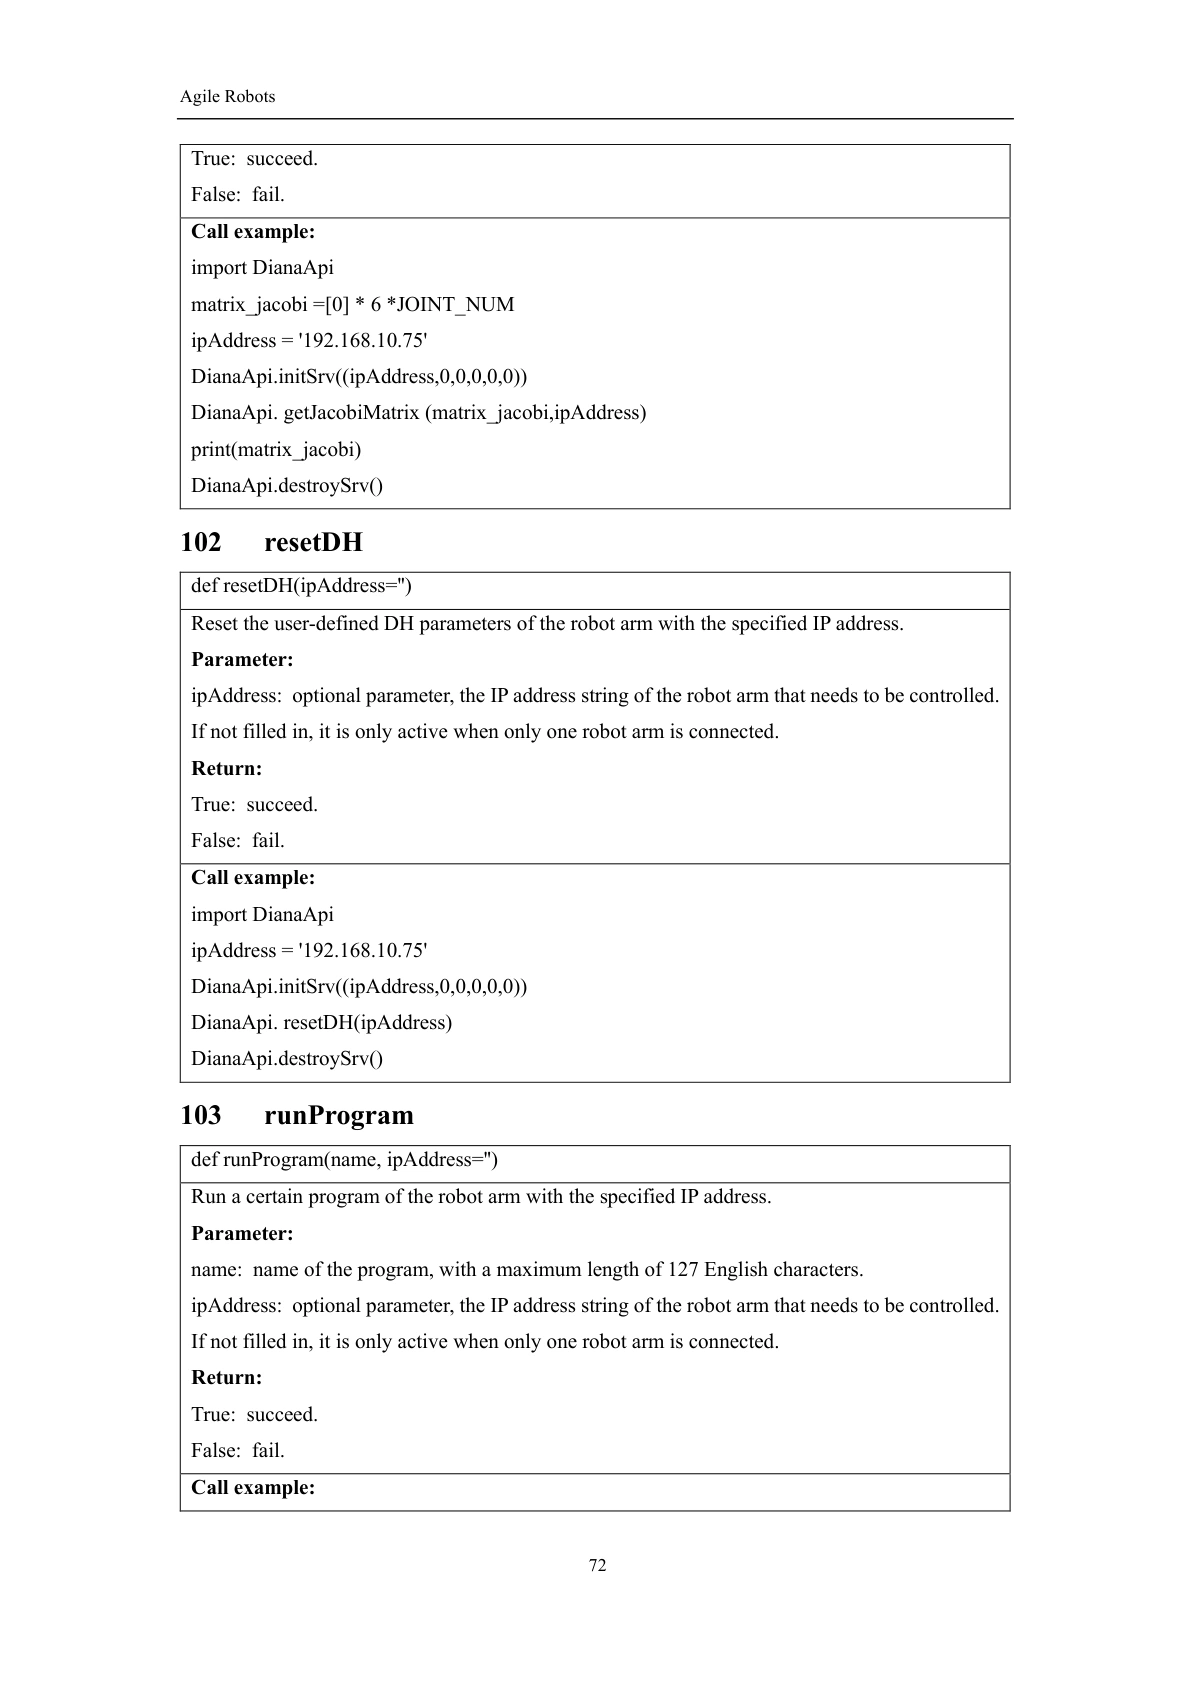 Agile Robots
True:  succeed.
False:  fail.
Call example:
import DianaApi
matrix_jacobi =[0] * 6 *JOINT_NUM
ipAddress = '192.168.10.75'
DianaApi.initSrv((ipAddress,0,0,0,0,0))
DianaApi. getJacobiMatrix (matrix_jacobi,ipAddress)
print(matrix_jacobi)
DianaApi.destroySrv()
102 resetDH
def resetDH(ipAddress='')
Reset the user-defined DH parameters of the robot arm with the specified IP address.
Parameter:
ipAddress:  optional parameter, the IP address string of the robot arm that needs to be controlled.
If not filled in, it is only active when only one robot arm is connected.
Return:
True:  succeed.
False:  fail.
Call example:
import DianaApi
ipAddress = '192.168.10.75'
DianaApi.initSrv((ipAddress,0,0,0,0,0))
DianaApi. resetDH(ipAddress)
DianaApi.destroySrv()
103 runProgram
def runProgram(name, ipAddress='')
Run a certain program of the robot arm with the specified IP address.
Parameter:
name:  name of the program, with a maximum length of 127 English characters.
ipAddress:  optional parameter, the IP address string of the robot arm that needs to be controlled.
If not filled in, it is only active when only one robot arm is connected.
Return:
True:  succeed.
False:  fail.
Call example:
72